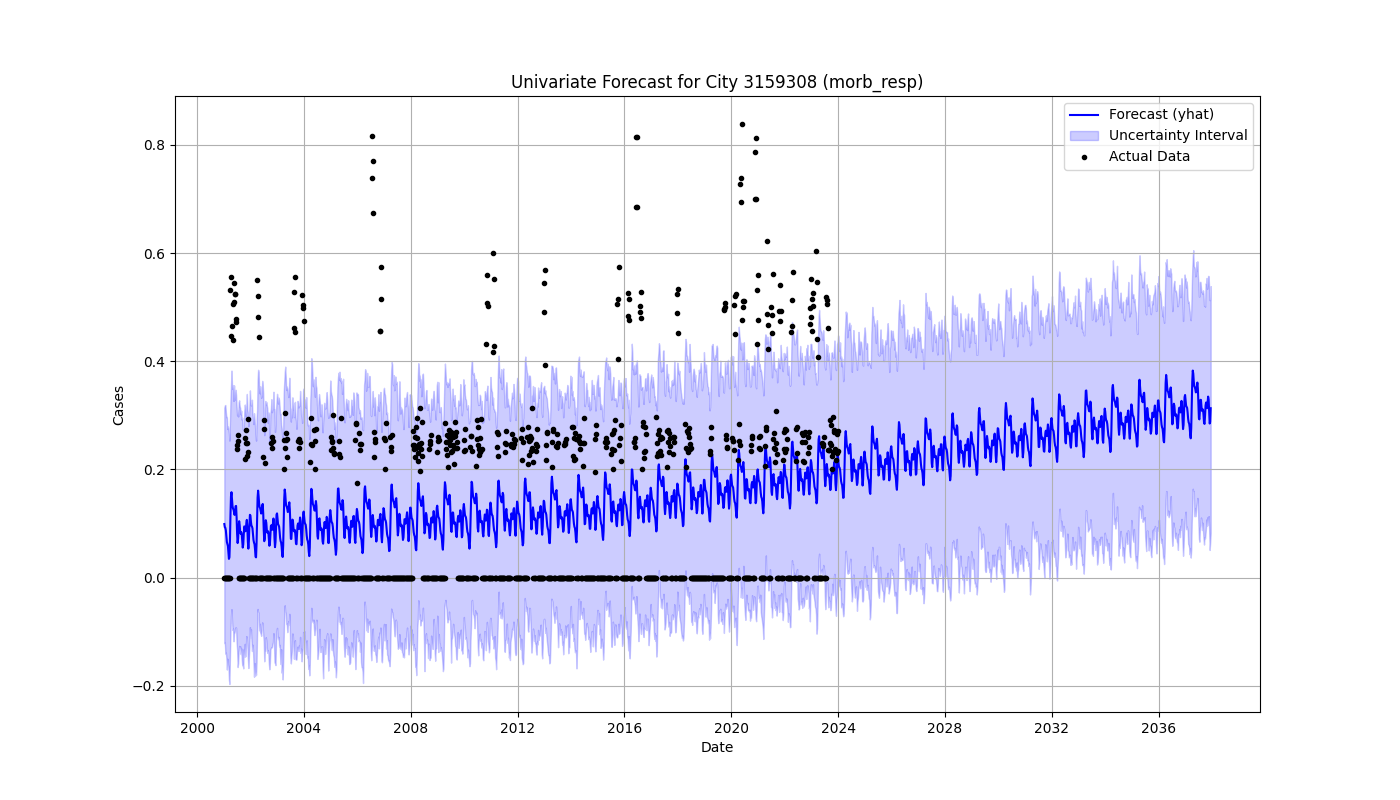 Univariate Forecast for City 3159308 (morb_resp)
Forecast (yhat)
Uncertainty Interval
Actual Data
Cases
0.8
0.6
0.4
0.2
0.0
−0.2
2000 2004 2008 2012 2016 2020 2024 2028 2032 2036
Date